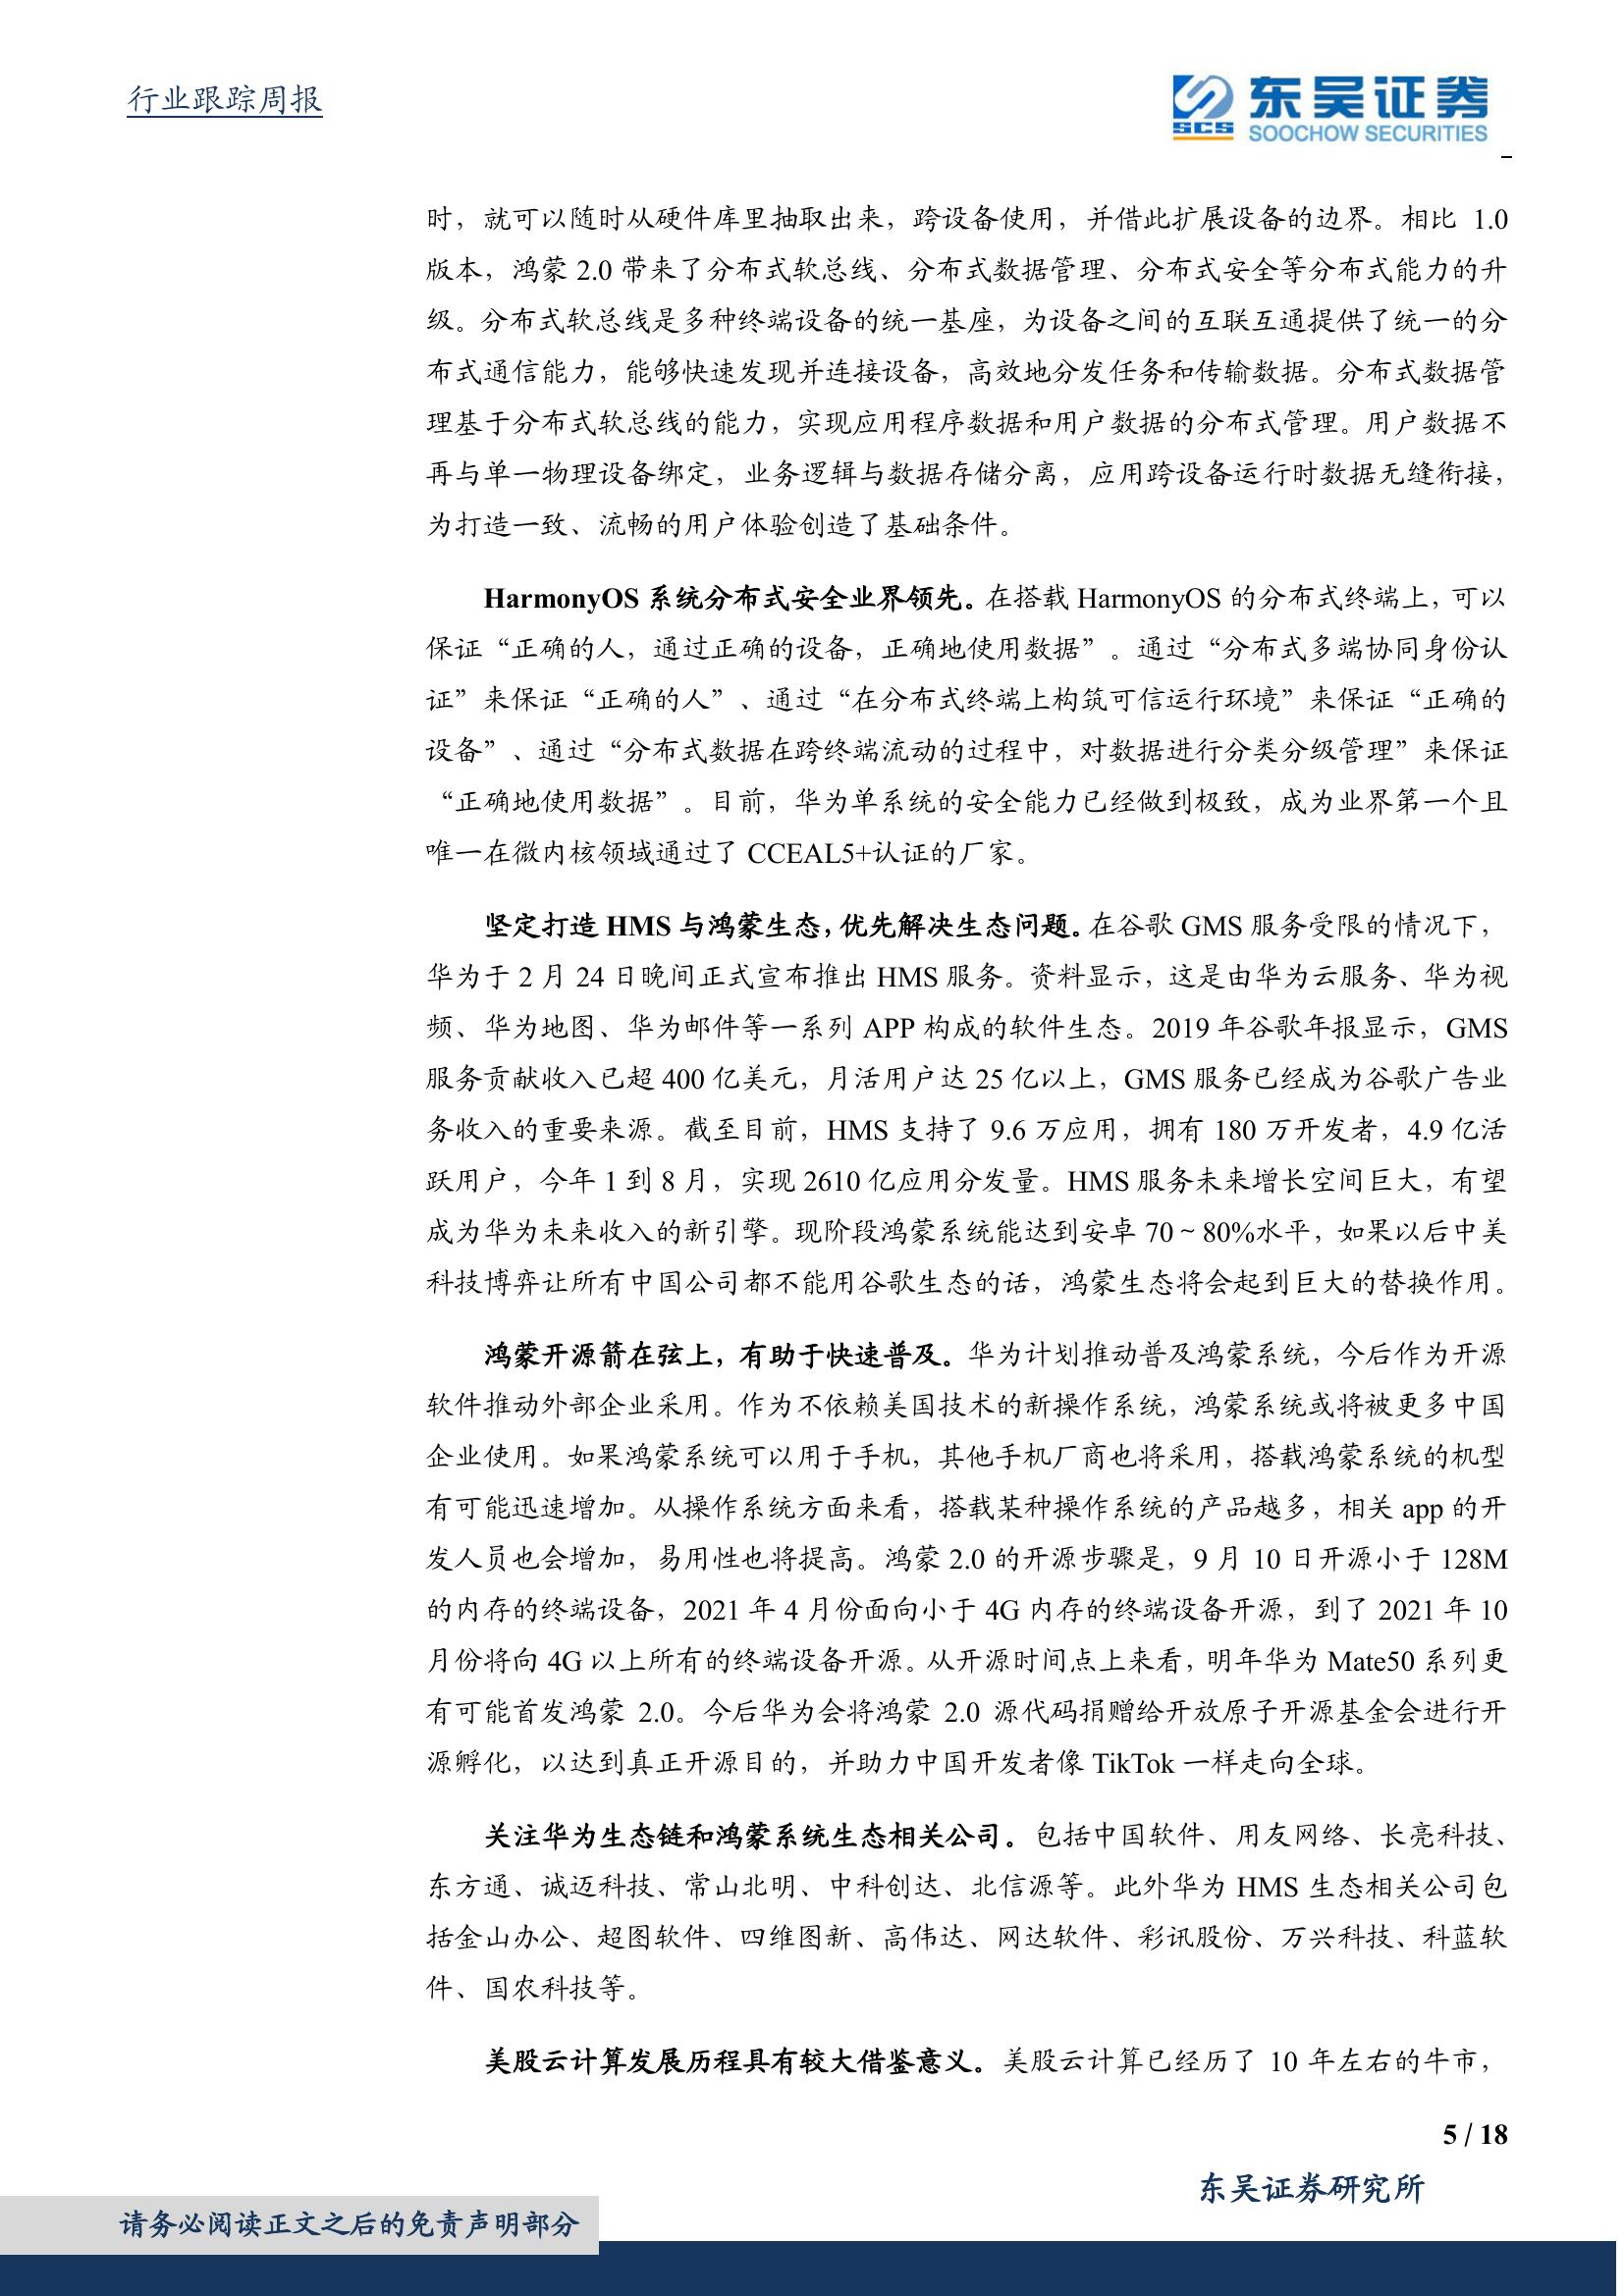 行业跟踪周报
东吴证券
SCS
SOOCHOW SECURITIES
时，就可以随时从硬件库里抽取出来，跨设备使用，并借此扩展设备的边界。相比 1.0
版本，鸿蒙 2.0 带来了分布式软总线、分布式数据管理、分布式安全等分布式能力的升
级。分布式软总线是多种终端设备的统一基座，为设备之间的互联互通提供了统一的分
布式通信能力，能够快速发现并连接设备，高效地分发任务和传输数据。分布式数据管
理基于分布式软总线的能力，实现应用程序数据和用户数据的分布式管理。用户数据不
再与单一物理设备绑定，业务逻辑与数据存储分离，应用跨设备运行时数据无缝衔接，
为打造一致、流畅的用户体验创造了基础条件。
HarmonyOS 系统分布式安全业界领先。在搭载 HarmonyOS 的分布式终端上，可以
保证“正确的人，通过正确的设备，正确地使用数据”。通过“分布式多端协同身份认
证”来保证“正确的人”、通过“在分布式终端上构筑可信运行环境”来保证“正确的
设备”、通过“分布式数据在跨终端流动的过程中，对数据进行分类分级管理”来保证
“正确地使用数据”。目前，华为单系统的安全能力已经做到极致，成为业界第一个且
唯一在微内核领域通过了 CCEAL5+认证的厂家。
坚定打造 HMS 与鸿蒙生态，优先解决生态问题。在谷歌 GMS 服务受限的情况下，
华为于 2 月 24 日晚间正式宣布推出 HMS 服务。资料显示，这是由华为云服务、华为视
频、华为地图、华为邮件等一系列 APP 构成的软件生态。2019 年谷歌年报显示，GMS
服务贡献收入已超 400 亿美元，月活用户达 25 亿以上，GMS 服务已经成为谷歌广告业
务收入的重要来源。截至目前，HMS 支持了 9.6 万应用，拥有 180 万开发者，4.9 亿活
跃用户，今年 1 到 8 月，实现 2610 亿应用分发量。HMS 服务未来增长空间巨大，有望
成为华为未来收入的新引擎。现阶段鸿蒙系统能达到安卓 70～80%水平，如果以后中美
科技博弈让所有中国公司都不能用谷歌生态的话，鸿蒙生态将会起到巨大的替换作用。
鸿蒙开源箭在弦上，有助于快速普及。华为计划推动普及鸿蒙系统，今后作为开源
软件推动外部企业采用。作为不依赖美国技术的新操作系统，鸿蒙系统或将被更多中国
企业使用。如果鸿蒙系统可以用于手机，其他手机厂商也将采用，搭载鸿蒙系统的机型
有可能迅速增加。从操作系统方面来看，搭载某种操作系统的产品越多，相关 app 的开
发人员也会增加，易用性也将提高。鸿蒙 2.0 的开源步骤是，9 月 10 日开源小于 128M
的内存的终端设备，2021 年 4 月份面向小于 4G 内存的终端设备开源，到了 2021 年 10
月份将向 4G 以上所有的终端设备开源。从开源时间点上来看，明年华为 Mate50 系列更
有可能首发鸿蒙 2.0。今后华为会将鸿蒙 2.0 源代码捐赠给开放原子开源基金会进行开
源孵化，以达到真正开源目的，并助力中国开发者像 TikTok 一样走向全球。
关注华为生态链和鸿蒙系统生态相关公司。包括中国软件、用友网络、长亮科技、
东方通、诚迈科技、常山北明、中科创达、北信源等。此外华为 HMS 生态相关公司包
括金山办公、超图软件、四维图新、高伟达、网达软件、彩讯股份、万兴科技、科蓝软
件、国农科技等。
美股云计算发展历程具有较大借鉴意义。美股云计算已经历了 10 年左右的牛市，
5 / 18
东吴证券研究所
请务必阅读正文之后的免责声明部分